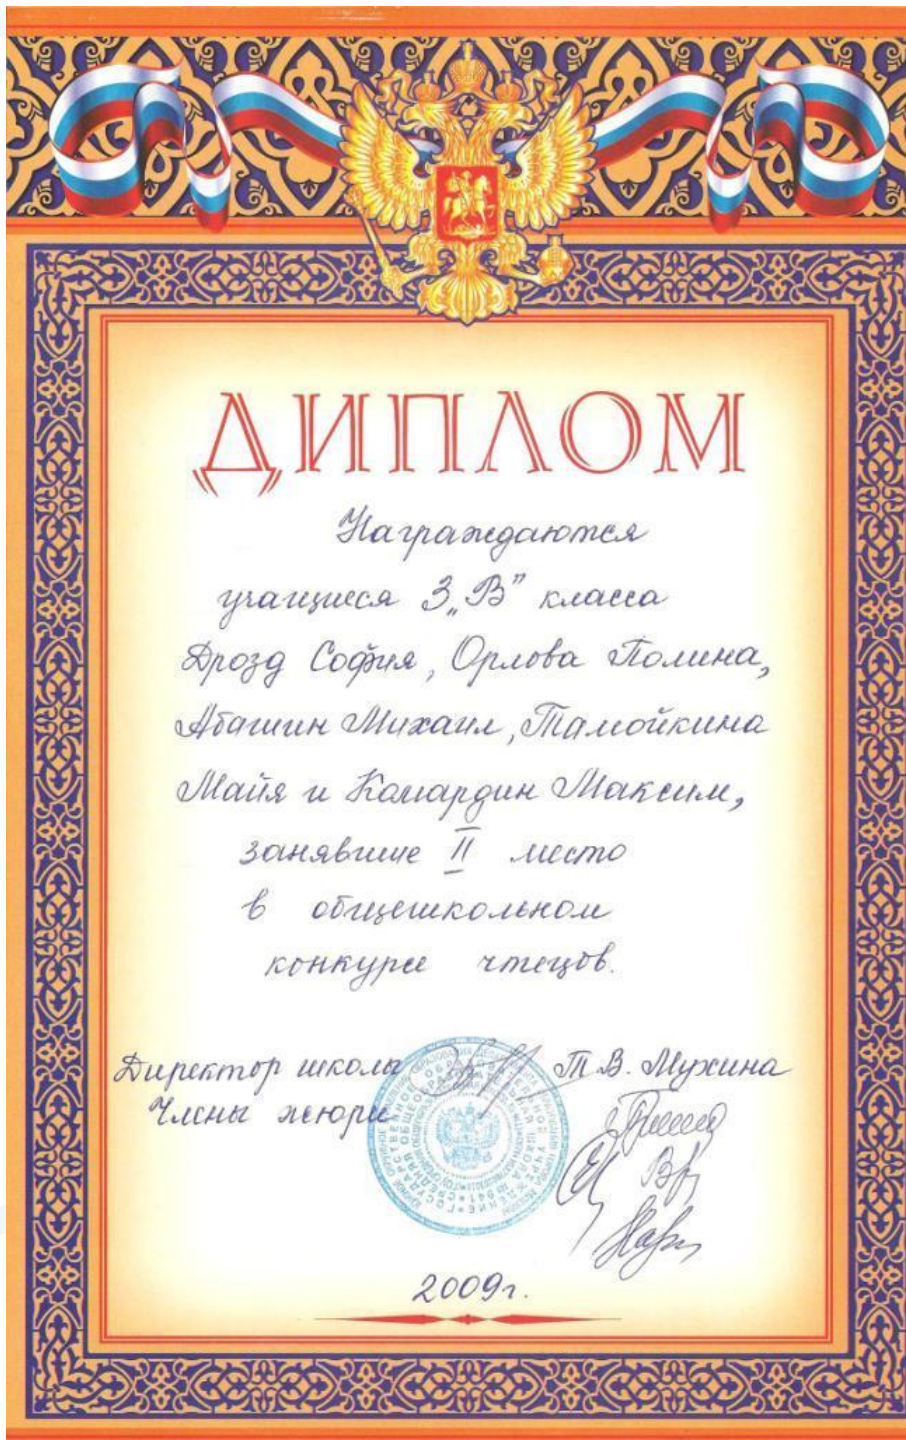 ДИПЛОМ
Награждаются
учащиеся 3 „В" класса
Дрозд София, Орлова Полина,
Абашин Михаил, Тамойкина
Майя и Комардин Максим,
занявшие II место
в общешкольном
конкурсе чтецов.
Директор школы Т.В. Мухина
Члены жюри
2009г.